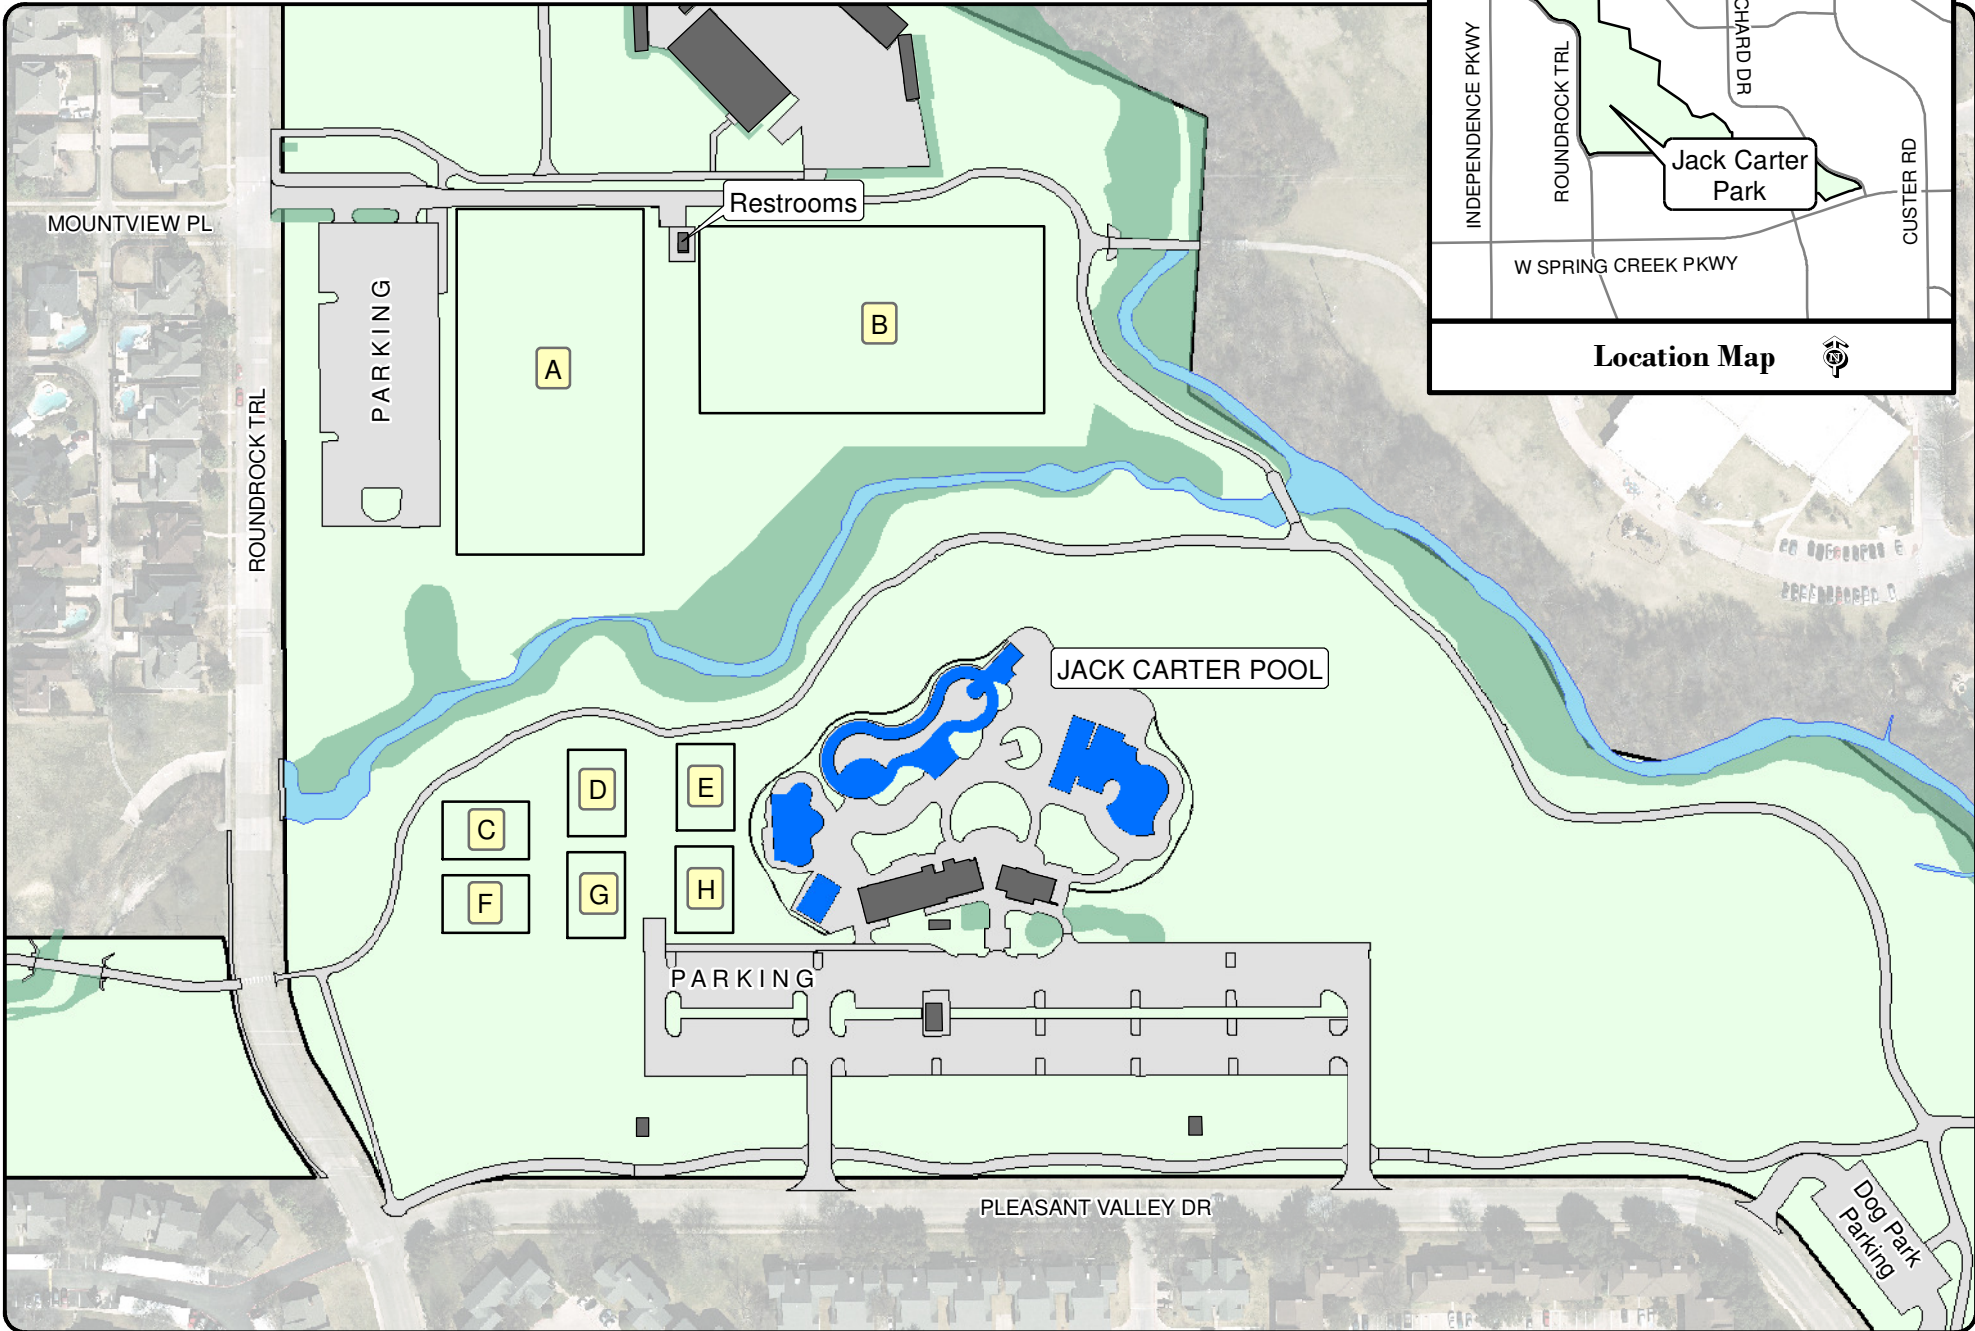 MOUNTVIEW PL
ROUNDROCK TRL
PARKING
A
Restrooms
B
INDEPENDENCE PKWY
ROUNDROCK TRL
CHARD DR
Jack Carter
Park
CUSTER RD
W SPRING CREEK PKWY
Location Map
N
JACK CARTER POOL
C
D
E
F
G
H
PARKING
PLEASANT VALLEY DR
Dog Park
Parking